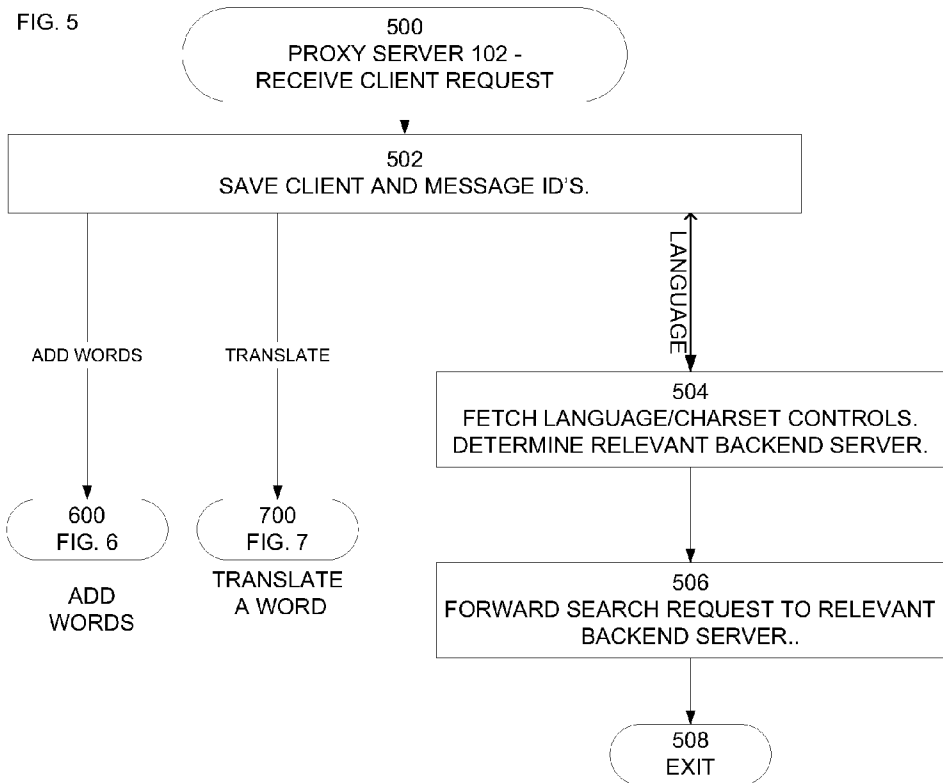 FIG. 5
500
PROXY SERVER 102 -
RECEIVE CLIENT REQUEST
502
SAVE CLIENT AND MESSAGE ID'S.
ADD WORDS
TRANSLATE
LANGUAGE
504
FETCH LANGUAGE/CHARSET CONTROLS.
DETERMINE RELEVANT BACKEND SERVER.
600
FIG. 6
ADD
WORDS
700
FIG. 7
TRANSLATE
A WORD
506
FORWARD SEARCH REQUEST TO RELEVANT
BACKEND SERVER..
508
EXIT